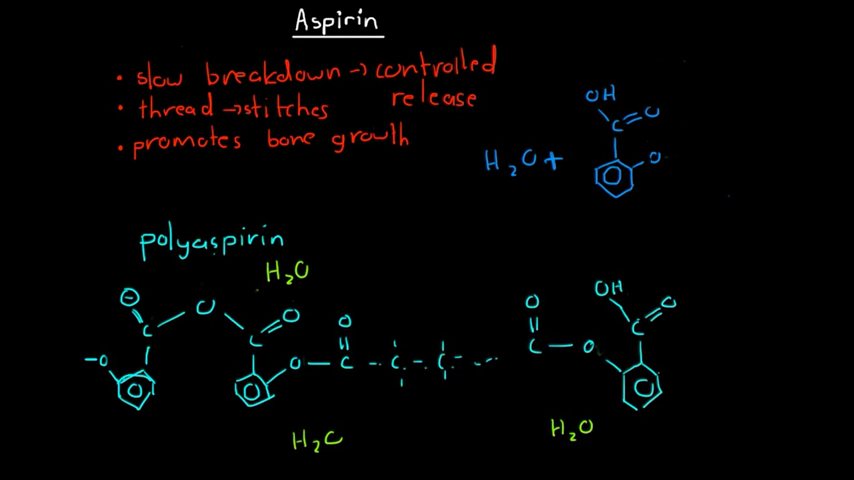 Aspirin
• slow breakdown → controlled release
• thread → stitches
• promotes bone growth
OH
C=O
H2O + O
polyaspirin
H2O
O O O O O OH O
C C C C C C C
-O O O
H2C H2O